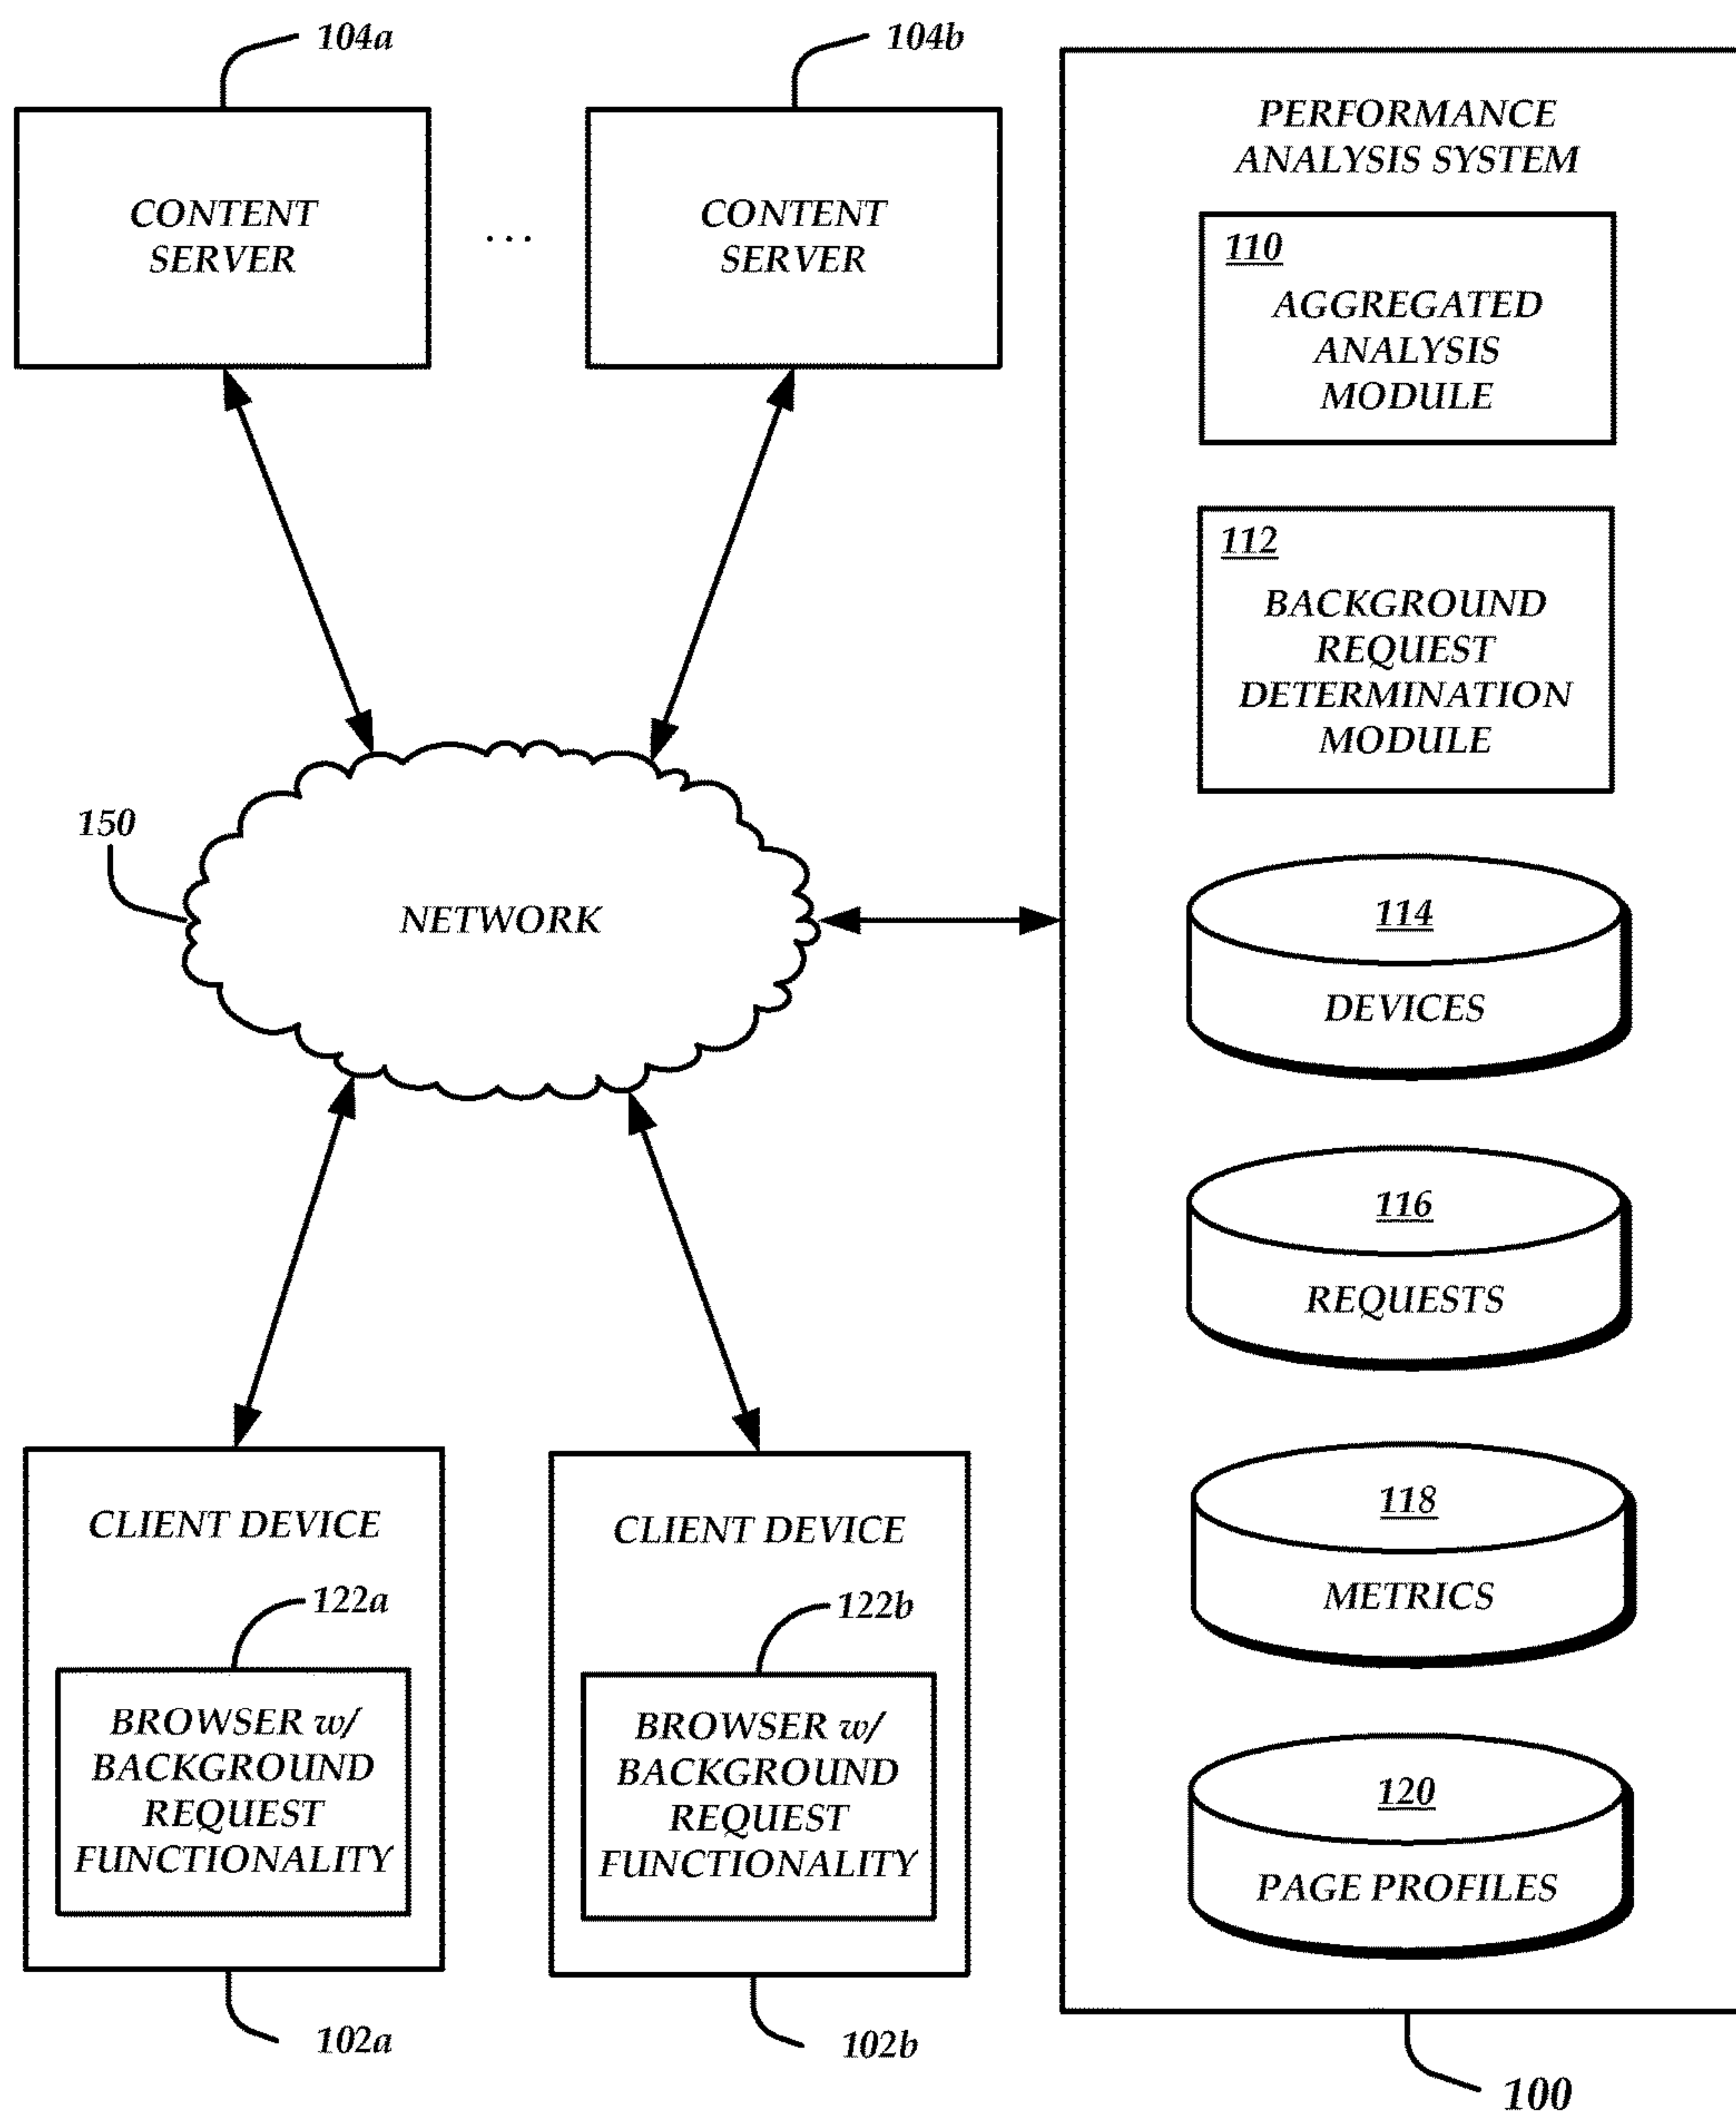 104a
104b
CONTENT
SERVER
...
CONTENT
SERVER
PERFORMANCE
ANALYSIS SYSTEM
110
AGGREGATED
ANALYSIS
MODULE
112
BACKGROUND
REQUEST
DETERMINATION
MODULE
150
NETWORK
114
DEVICES
116
REQUESTS
118
METRICS
120
PAGE PROFILES
CLIENT DEVICE
122a
BROWSER w/
BACKGROUND
REQUEST
FUNCTIONALITY
102a
CLIENT DEVICE
122b
BROWSER w/
BACKGROUND
REQUEST
FUNCTIONALITY
102b
100